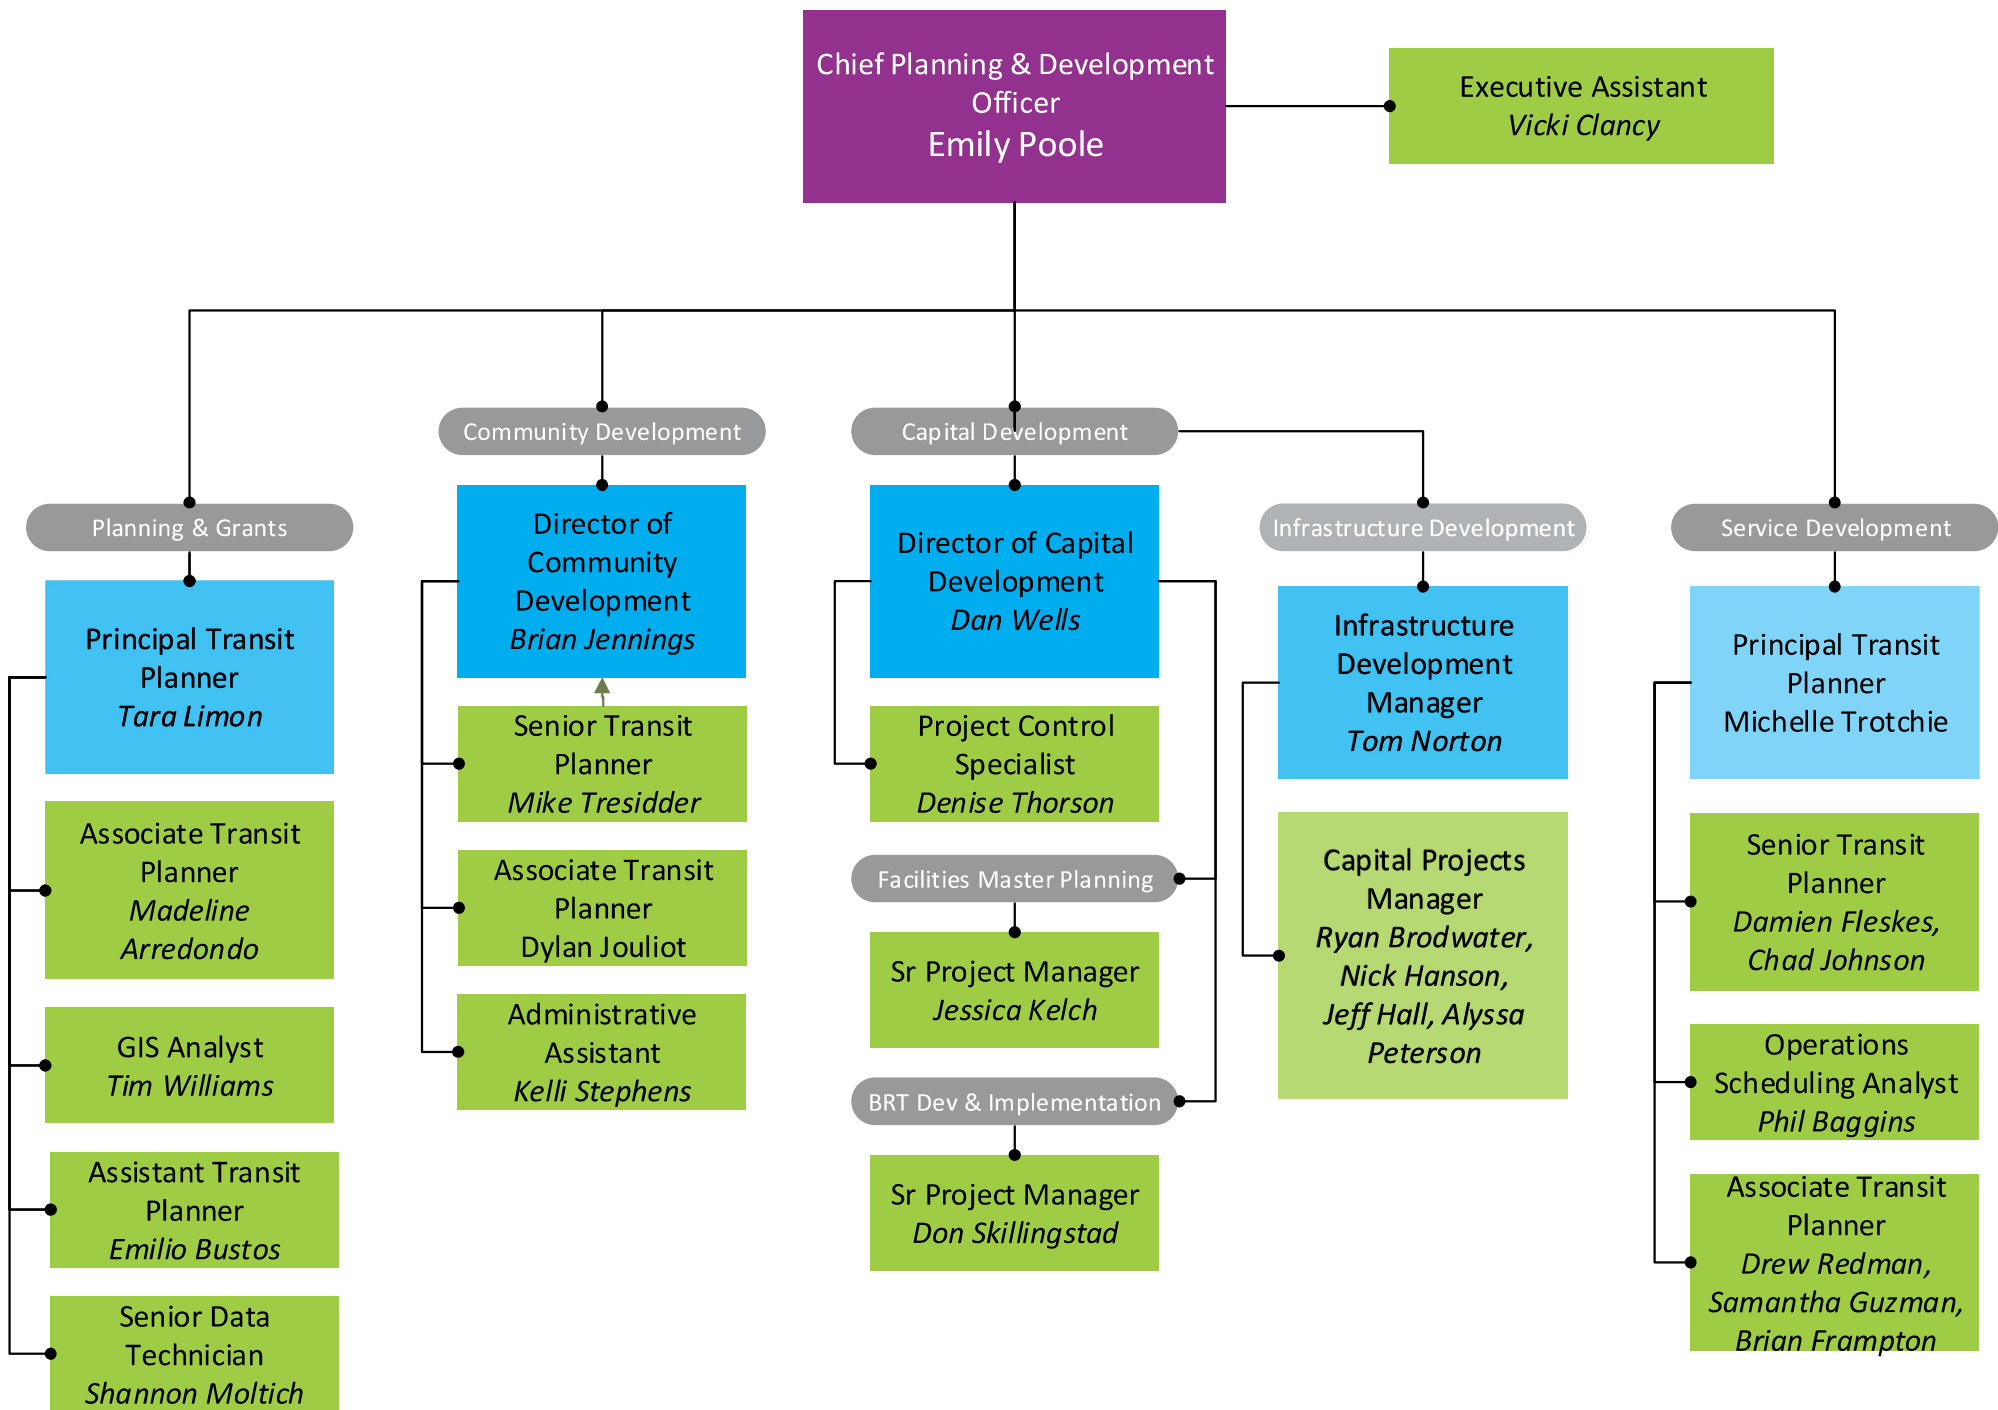 Chief Planning & Development
Officer
Emily Poole
Executive Assistant
Vicki Clancy
Planning & Grants
Principal Transit
Planner
Tara Limon
Associate Transit
Planner
Madeline
Arredondo
GIS Analyst
Tim Williams
Assistant Transit
Planner
Emilio Bustos
Senior Data
Technician
Shannon Moltich
Community Development
Director of
Community
Development
Brian Jennings
Senior Transit
Planner
Mike Tresidder
Associate Transit
Planner
Dylan Jouliot
Administrative
Assistant
Kelli Stephens
Capital Development
Director of Capital
Development
Dan Wells
Project Control
Specialist
Denise Thorson
Facilities Master Planning
Sr Project Manager
Jessica Kelch
BRT Dev & Implementation
Sr Project Manager
Don Skillingstad
Infrastructure Development
Infrastructure
Development
Manager
Tom Norton
Capital Projects
Manager
Ryan Brodwater,
Nick Hanson,
Jeff Hall, Alyssa
Peterson
Service Development
Principal Transit
Planner
Michelle Trotchie
Senior Transit
Planner
Damien Fleskes,
Chad Johnson
Operations
Scheduling Analyst
Phil Baggins
Associate Transit
Planner
Drew Redman,
Samantha Guzman,
Brian Frampton